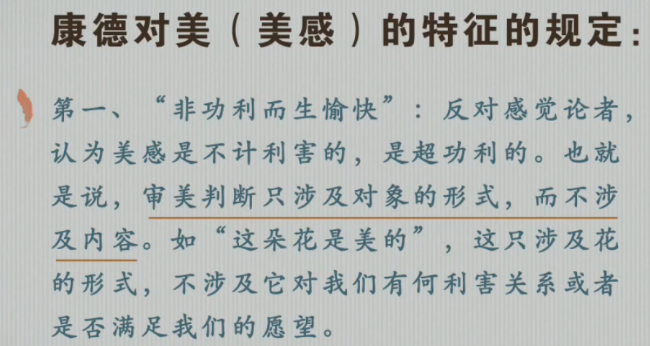 康德对美（美感）的特征的规定：
第一、“非功利而生愉快”：反对感觉论者，
认为美感是不计利害的，是超功利的。也就
是说，审美判断只涉及对象的形式，而不涉
及内容。如“这朵花是美的”，这只涉及花
的形式，不涉及它对我们有何利害关系或者
是否满足我们的愿望。